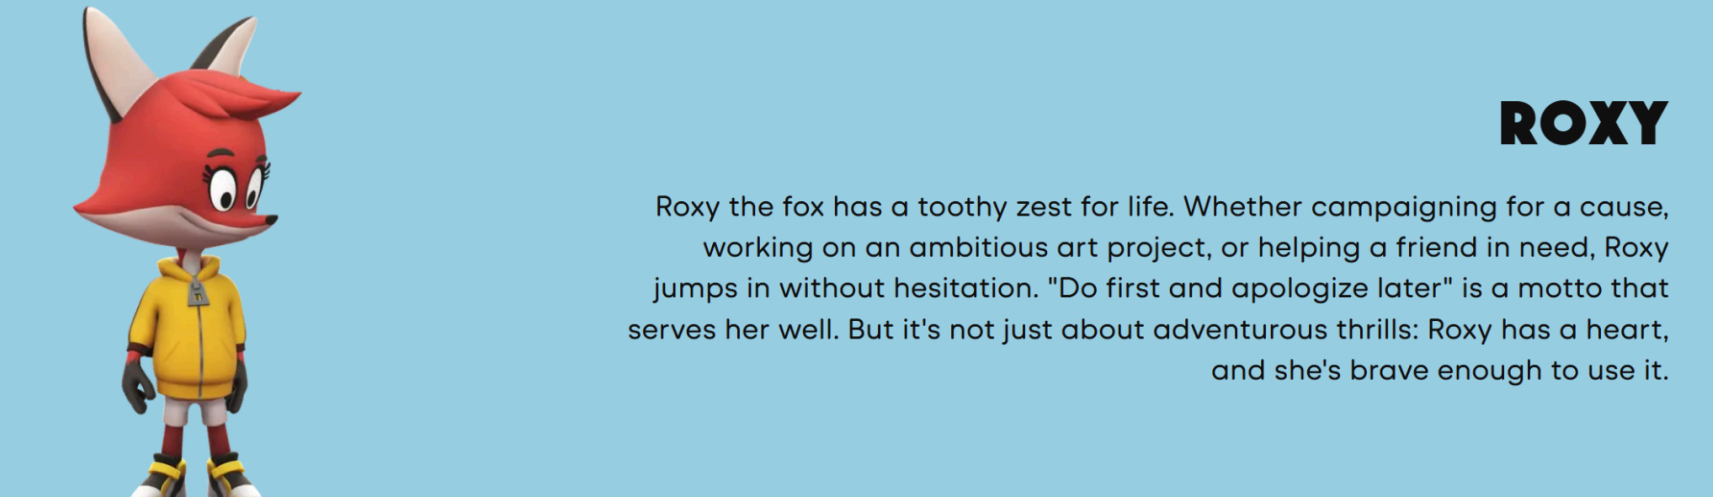 ROXY
Roxy the fox has a toothy zest for life. Whether campaigning for a cause,
working on an ambitious art project, or helping a friend in need, Roxy
jumps in without hesitation. "Do first and apologize later" is a motto that
serves her well. But it's not just about adventurous thrills: Roxy has a heart,
and she's brave enough to use it.